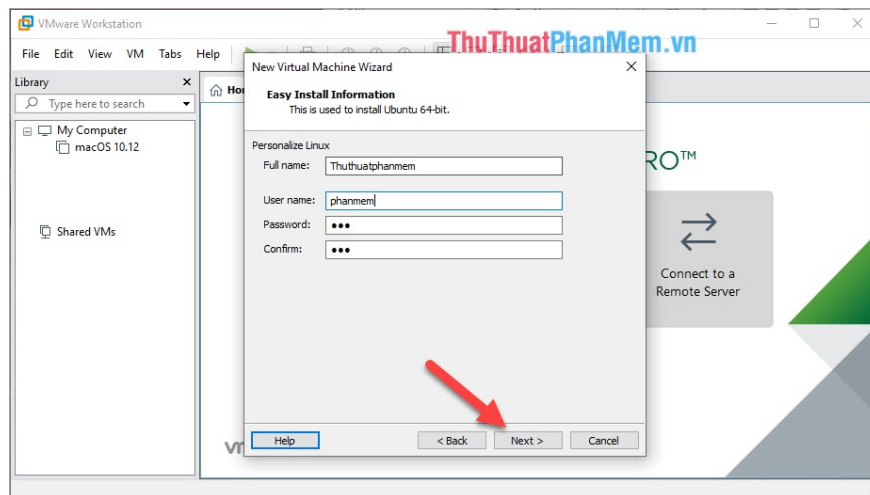 VMware Workstation
ThuThuatPhanMem.vn
File Edit View VM Tabs Help
Library
Type here to search
My Computer
macOS 10.12
Shared VMs
New Virtual Machine Wizard
Easy Install Information
This is used to install Ubuntu 64-bit.
Personalize Linux
Full name: Thuthuatphanmem
User name: phanmem
Password: •••
Confirm: •••
Help < Back Next > Cancel
Connect to a
Remote Server